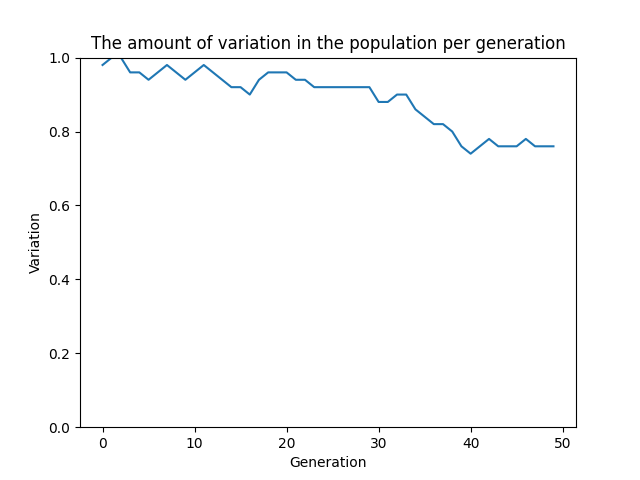 The amount of variation in the population per generation
1.0
0.8
0.6
0.4
0.2
0.0
Variation
0 10 20 30 40 50
Generation